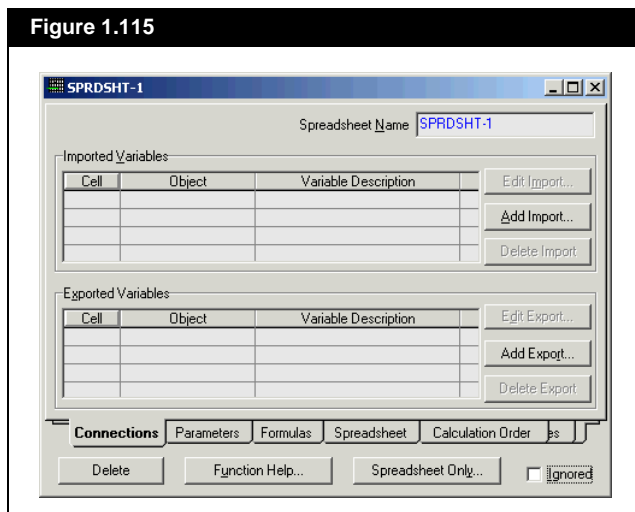 Figure 1.115
SPRDSHT-1
Spreadsheet Name SPRDSHT-1
Imported Variables
Cell Object Variable Description
Edit Import...
Add Import...
Delete Import
Exported Variables
Cell Object Variable Description
Edit Export...
Add Export...
Delete Export
Connections Parameters Formulas Spreadsheet Calculation Order es
Delete Function Help... Spreadsheet Only... Ignored